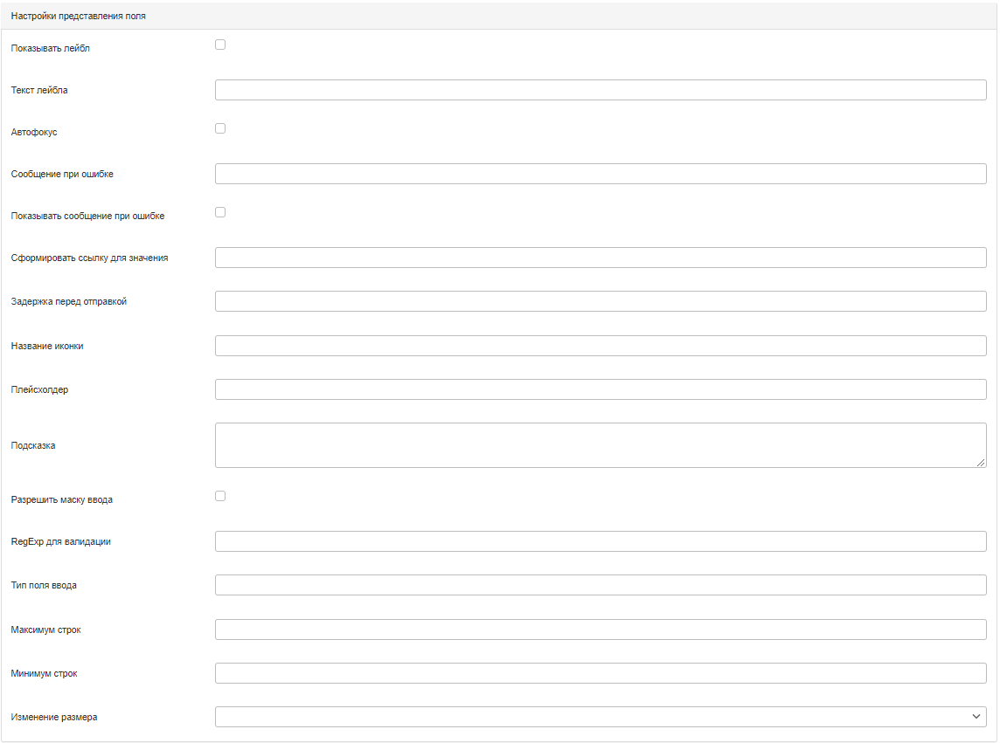 Настройки представления поля
Показывать лейбл
Текст лейбла
Автофокус
Сообщение при ошибке
Показывать сообщение при ошибке
Сформировать ссылку для значения
Задержка перед отправкой
Название иконки
Плейсхолдер
Подсказка
Разрешить маску ввода
RegExp для валидации
Тип поля ввода
Максимум строк
Минимум строк
Изменение размера